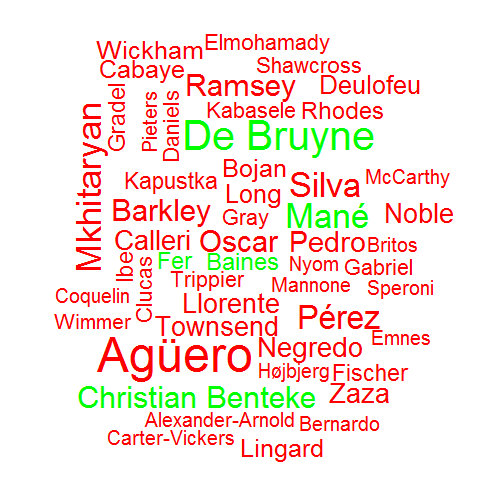 Elmohamady
Wickham
Shawcross
Cabaye
Ramsey
Deulofeu
Gradel
Pieters
Daniels
Kabasele
Rhodes
Mkhitaryan
De Bruyne
Bojan
McCarthy
Kapustka
Long
Silva
Barkley
Gray
Mané
Noble
Calleri
Oscar
Pedro
Britos
Ibe
Fer
Baines
Nyom
Gabriel
Clucas
Trippier
Mannone
Speroni
Coquelin
Llorente
Wimmer
Townsend
Pérez
Emnes
Agüero
Negredo
Højbjerg
Fischer
Christian Benteke
Zaza
Alexander-Arnold
Bernardo
Carter-Vickers
Lingard